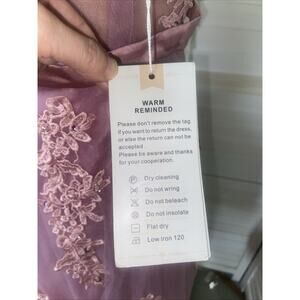 WARM
REMINDED
Please don't remove the tag
if you want to return the dress,
or else the return can not be
accepted .
Please be aware and thanks
for your cooperation.
Dry cleaning
Do not wring
Do not beleach
Do not insolate
Flat dry
Low iron 120